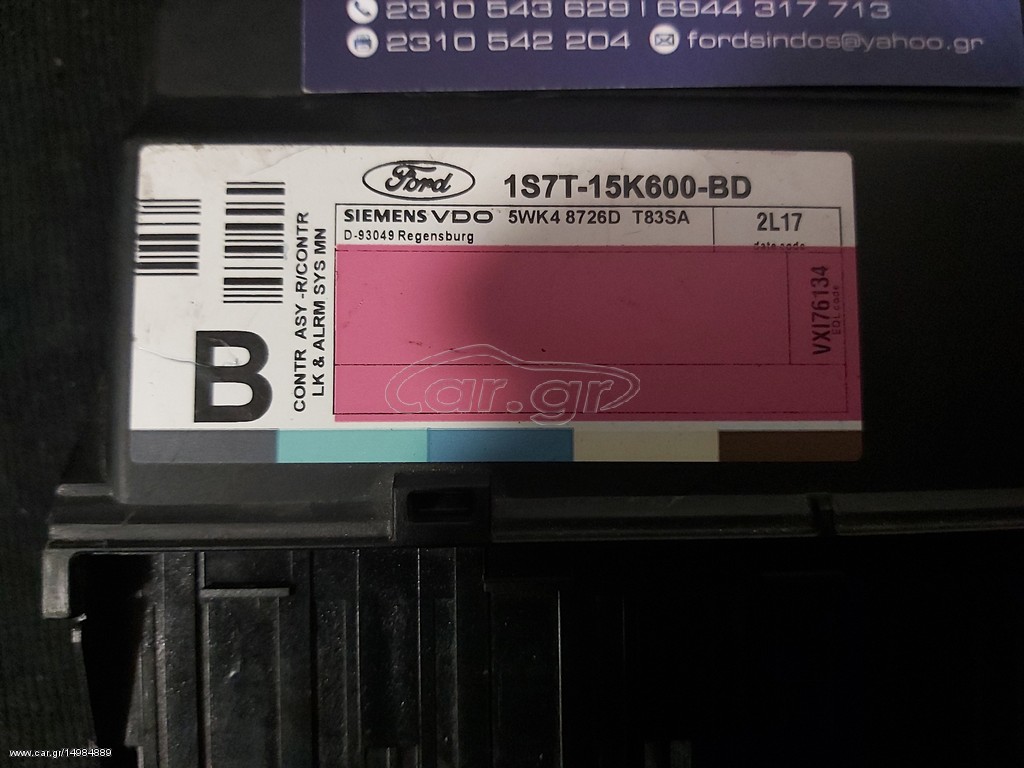 2310 543 629 | 6944 317 713
2310 542 204 fordsindos@yahoo.gr
Ford 1S7T-15K600-BD
SIEMENS VDO 5WK4 8726D T83SA 2L17
D-93049 Regensburg
date code
VXI76134
EOL code
CONTR ASY -R/CONTR
LK & ALRM SYS MN
B
car.gr
www.car.gr/14984889